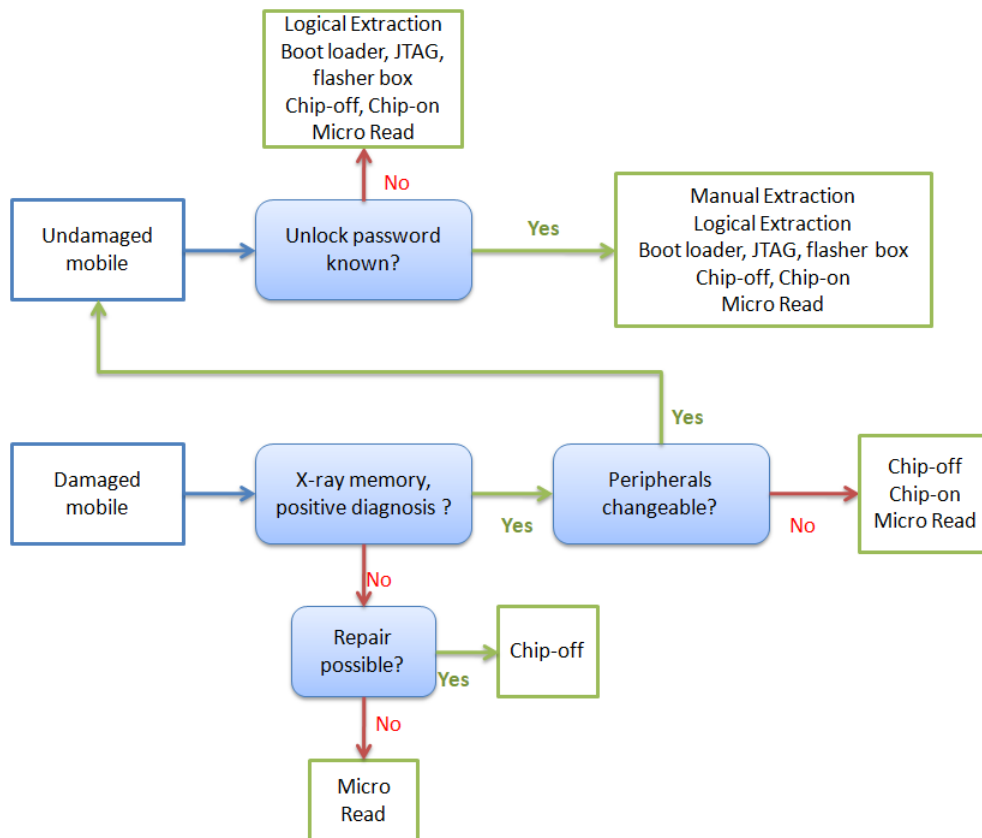 Logical Extraction
Boot loader, JTAG,
flasher box
Chip-off, Chip-on
Micro Read
No
Undamaged
mobile
Unlock password
known?
Yes
Manual Extraction
Logical Extraction
Boot loader, JTAG, flasher box
Chip-off, Chip-on
Micro Read
Yes
Damaged
mobile
X-ray memory,
positive diagnosis ?
Yes
Peripherals
changeable?
No
Chip-off
Chip-on
Micro Read
No
Repair
possible?
Yes
Chip-off
No
Micro
Read